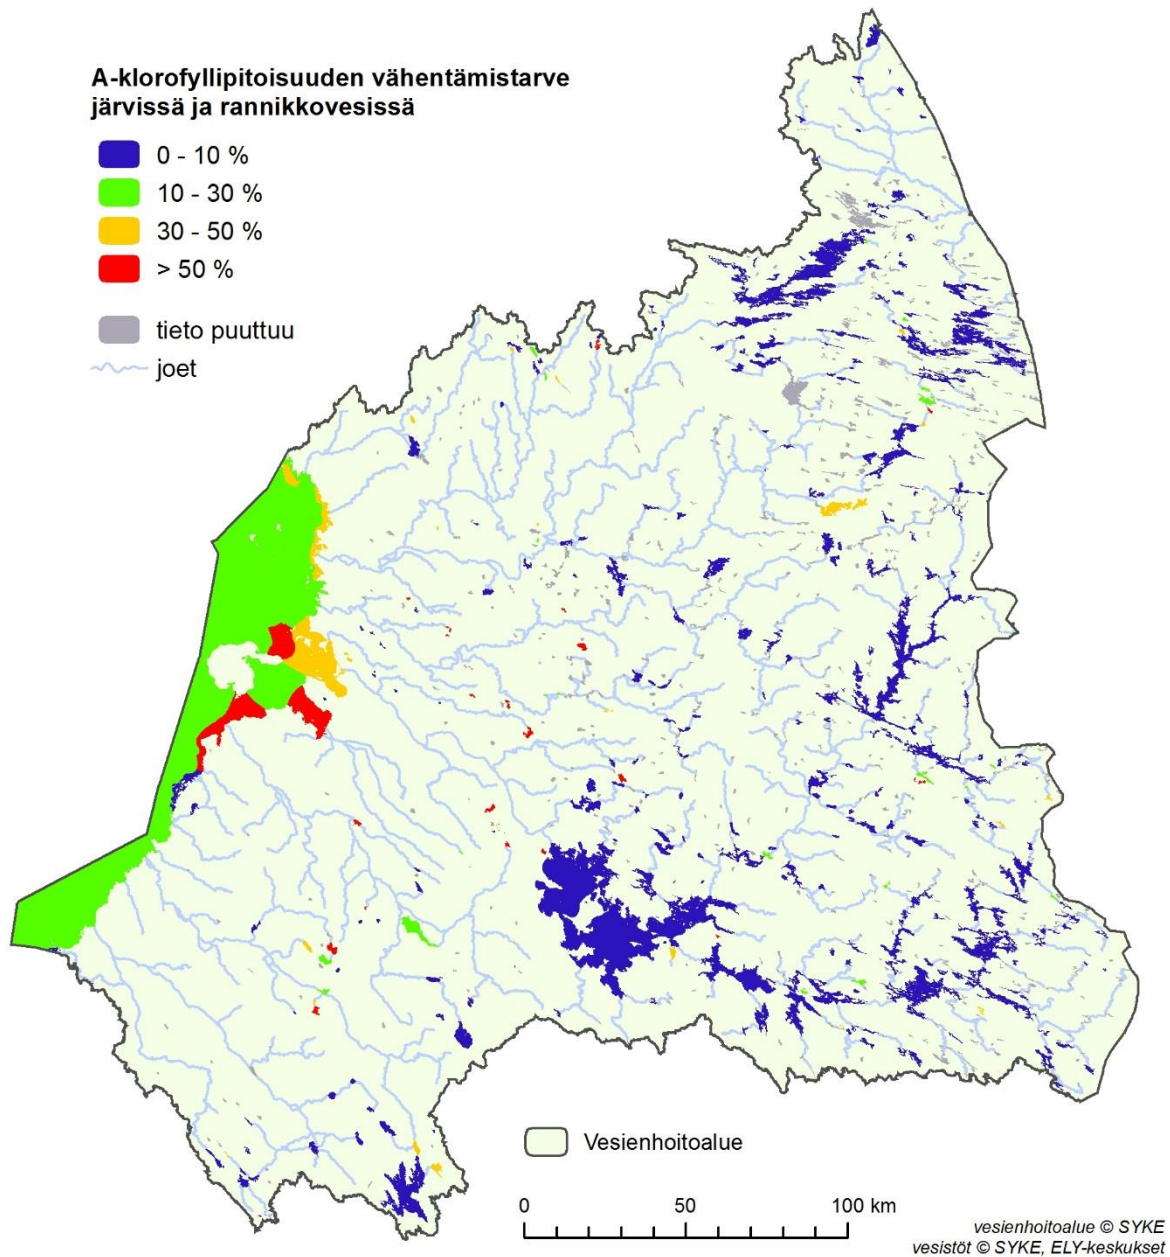 A-klorofyllipitoisuuden vähentämistarve
järvissä ja rannikkovesissä
0 - 10 %
10 - 30 %
30 - 50 %
> 50 %
tieto puuttuu
joet
Vesienhoitoalue
0 50 100 km
vesienhoitoalue © SYKE
vesistöt © SYKE, ELY-keskukset